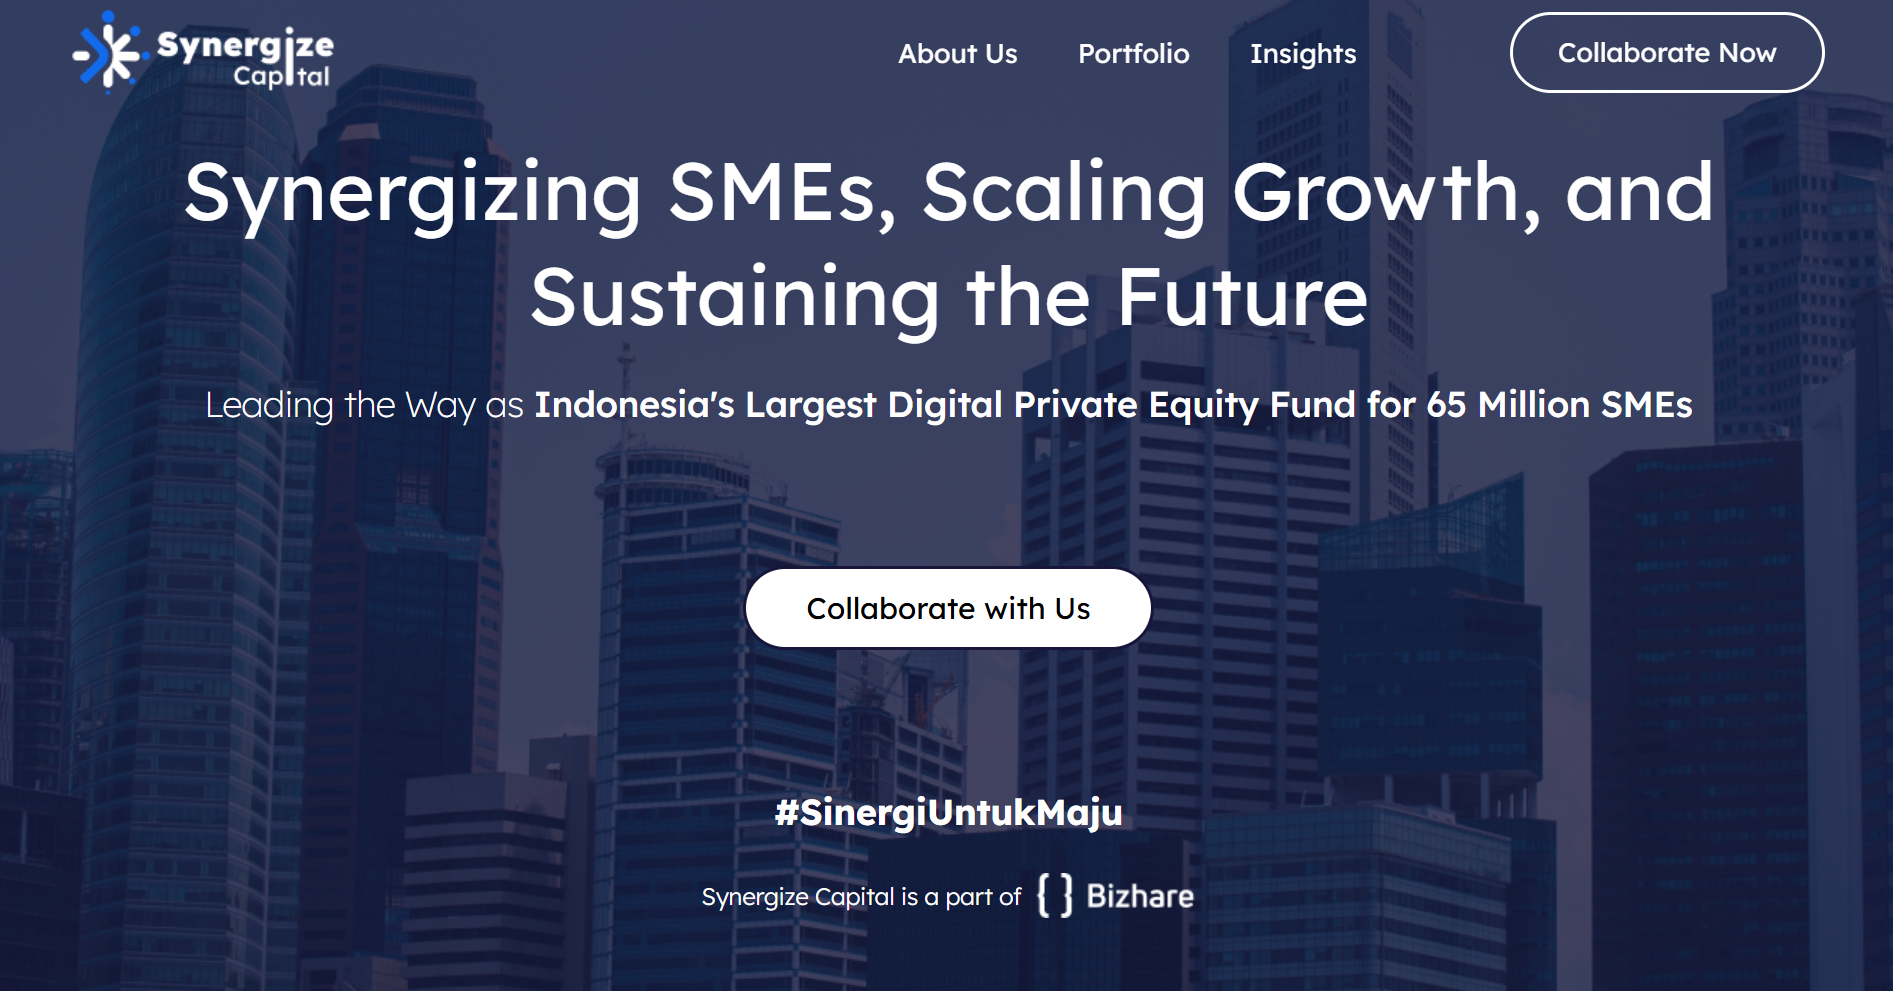 Synergize
Capital
About Us
Portfolio
Insights
Collaborate Now
Synergizing SMEs, Scaling Growth, and
Sustaining the Future
Leading the Way as Indonesia's Largest Digital Private Equity Fund for 65 Million SMEs
Collaborate with Us
#SinergiUntukMaju
Synergize Capital is a part of {} Bizhare